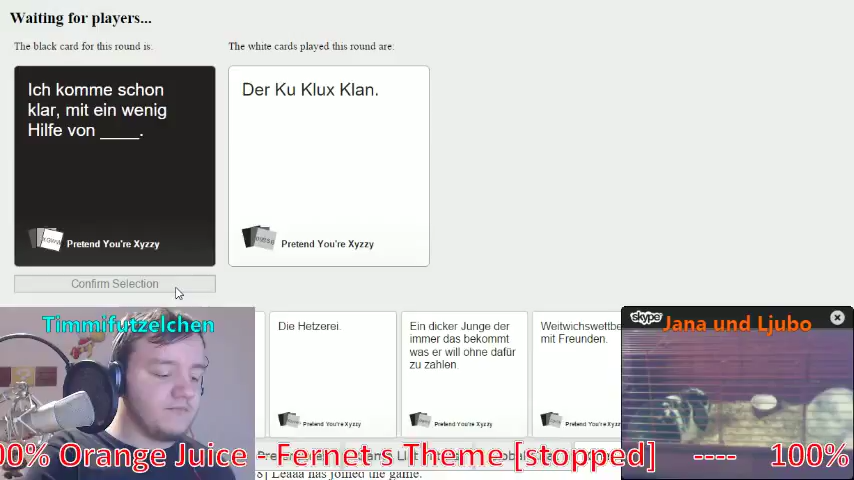 Waiting for players...
The black card for this round is:
The white cards played this round are:
Ich komme schon
klar, mit ein wenig
Hilfe von ____.
Pretend You're Xyzzy
Der Ku Klux Klan.
Pretend You're Xyzzy
Confirm Selection
Timmifutzelchen
Die Hetzerei.
Pretend You're Xyzzy
Ein dicker Junge der
immer das bekommt
was er will ohne dafür
zu zahlen.
Pretend You're Xyzzy
Weitwichswettbe
mit Freunden.
Pretend You're Xyzz
skype
Jana und Ljubo
00% Orange Juice - Fernet s Theme [stopped] ---- 100%
] Leaaa has joined the game.